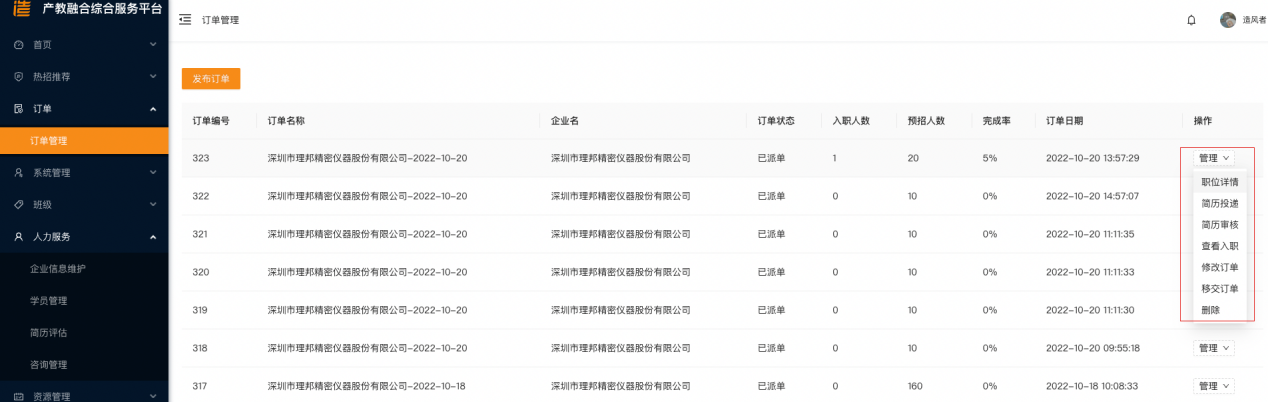 造 产教融合综合服务平台
订单管理
造风者
首页
热招推荐
订单
订单管理
系统管理
班级
人力服务
企业信息维护
学员管理
简历评估
咨询管理
资源管理
发布订单
订单编号 订单名称 企业名 订单状态 入职人数 预招人数 完成率 订单日期 操作
323 深圳市理邦精密仪器股份有限公司-2022-10-20 深圳市理邦精密仪器股份有限公司 已派单 1 20 5% 2022-10-20 13:57:29 管理
322 深圳市理邦精密仪器股份有限公司-2022-10-20 深圳市理邦精密仪器股份有限公司 已派单 0 10 0% 2022-10-20 14:57:07
321 深圳市理邦精密仪器股份有限公司-2022-10-20 深圳市理邦精密仪器股份有限公司 已派单 0 10 0% 2022-10-20 11:11:35
320 深圳市理邦精密仪器股份有限公司-2022-10-20 深圳市理邦精密仪器股份有限公司 已派单 0 10 0% 2022-10-20 11:11:33
319 深圳市理邦精密仪器股份有限公司-2022-10-20 深圳市理邦精密仪器股份有限公司 已派单 0 10 0% 2022-10-20 11:11:30
318 深圳市理邦精密仪器股份有限公司-2022-10-20 深圳市理邦精密仪器股份有限公司 已派单 0 10 0% 2022-10-20 09:55:18 管理
317 深圳市理邦精密仪器股份有限公司-2022-10-18 深圳市理邦精密仪器股份有限公司 已派单 0 160 0% 2022-10-18 10:08:33 管理
职位详情
简历投递
简历审核
查看入职
修改订单
移交订单
删除